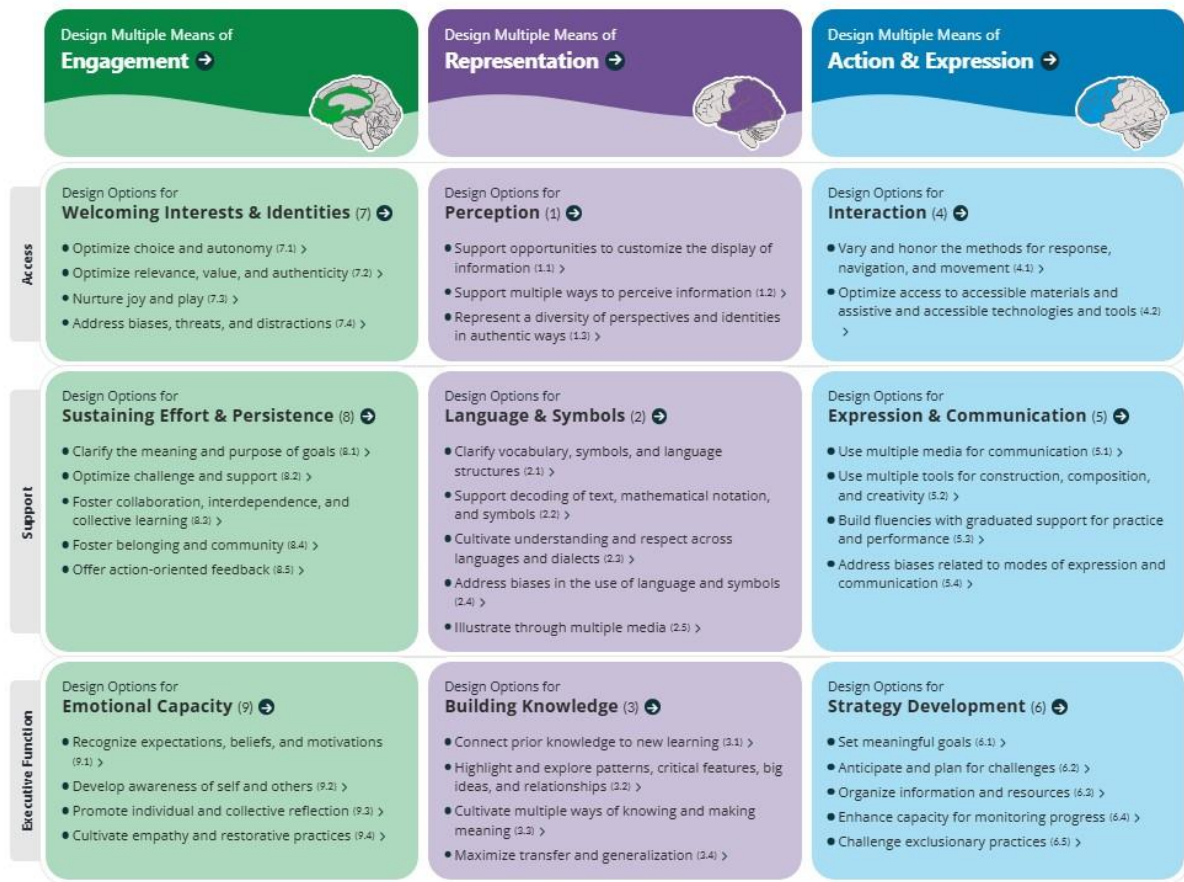 Design Multiple Means of
Engagement
Design Multiple Means of
Representation
Design Multiple Means of
Action & Expression
Access
Design Options for
Welcoming Interests & Identities (7)
• Optimize choice and autonomy (7.1) >
• Optimize relevance, value, and authenticity (7.2) >
• Nurture joy and play (7.3) >
• Address biases, threats, and distractions (7.4) >
Design Options for
Perception (1)
• Support opportunities to customize the display of
information (1.1) >
• Support multiple ways to perceive information (1.2) >
• Represent a diversity of perspectives and identities
in authentic ways (1.3) >
Design Options for
Interaction (4)
• Vary and honor the methods for response,
navigation, and movement (4.1) >
• Optimize access to accessible materials and
assistive and accessible technologies and tools (4.2)
>
Support
Design Options for
Sustaining Effort & Persistence (8)
• Clarify the meaning and purpose of goals (8.1) >
• Optimize challenge and support (8.2) >
• Foster collaboration, interdependence, and
collective learning (8.3) >
• Foster belonging and community (8.4) >
• Offer action-oriented feedback (8.5) >
Design Options for
Language & Symbols (2)
• Clarify vocabulary, symbols, and language
structures (2.1) >
• Support decoding of text, mathematical notation,
and symbols (2.2) >
• Cultivate understanding and respect across
languages and dialects (2.3) >
• Address biases in the use of language and symbols
(2.4) >
• Illustrate through multiple media (2.5) >
Design Options for
Expression & Communication (5)
• Use multiple media for communication (5.1) >
• Use multiple tools for construction, composition,
and creativity (5.2) >
• Build fluencies with graduated support for practice
and performance (5.3) >
• Address biases related to modes of expression and
communication (5.4) >
Executive Function
Design Options for
Emotional Capacity (9)
• Recognize expectations, beliefs, and motivations
(9.1) >
• Develop awareness of self and others (9.2) >
• Promote individual and collective reflection (9.3) >
• Cultivate empathy and restorative practices (9.4) >
Design Options for
Building Knowledge (3)
• Connect prior knowledge to new learning (3.1) >
• Highlight and explore patterns, critical features, big
ideas, and relationships (3.2) >
• Cultivate multiple ways of knowing and making
meaning (3.3) >
• Maximize transfer and generalization (3.4) >
Design Options for
Strategy Development (6)
• Set meaningful goals (6.1) >
• Anticipate and plan for challenges (6.2) >
• Organize information and resources (6.3) >
• Enhance capacity for monitoring progress (6.4) >
• Challenge exclusionary practices (6.5) >